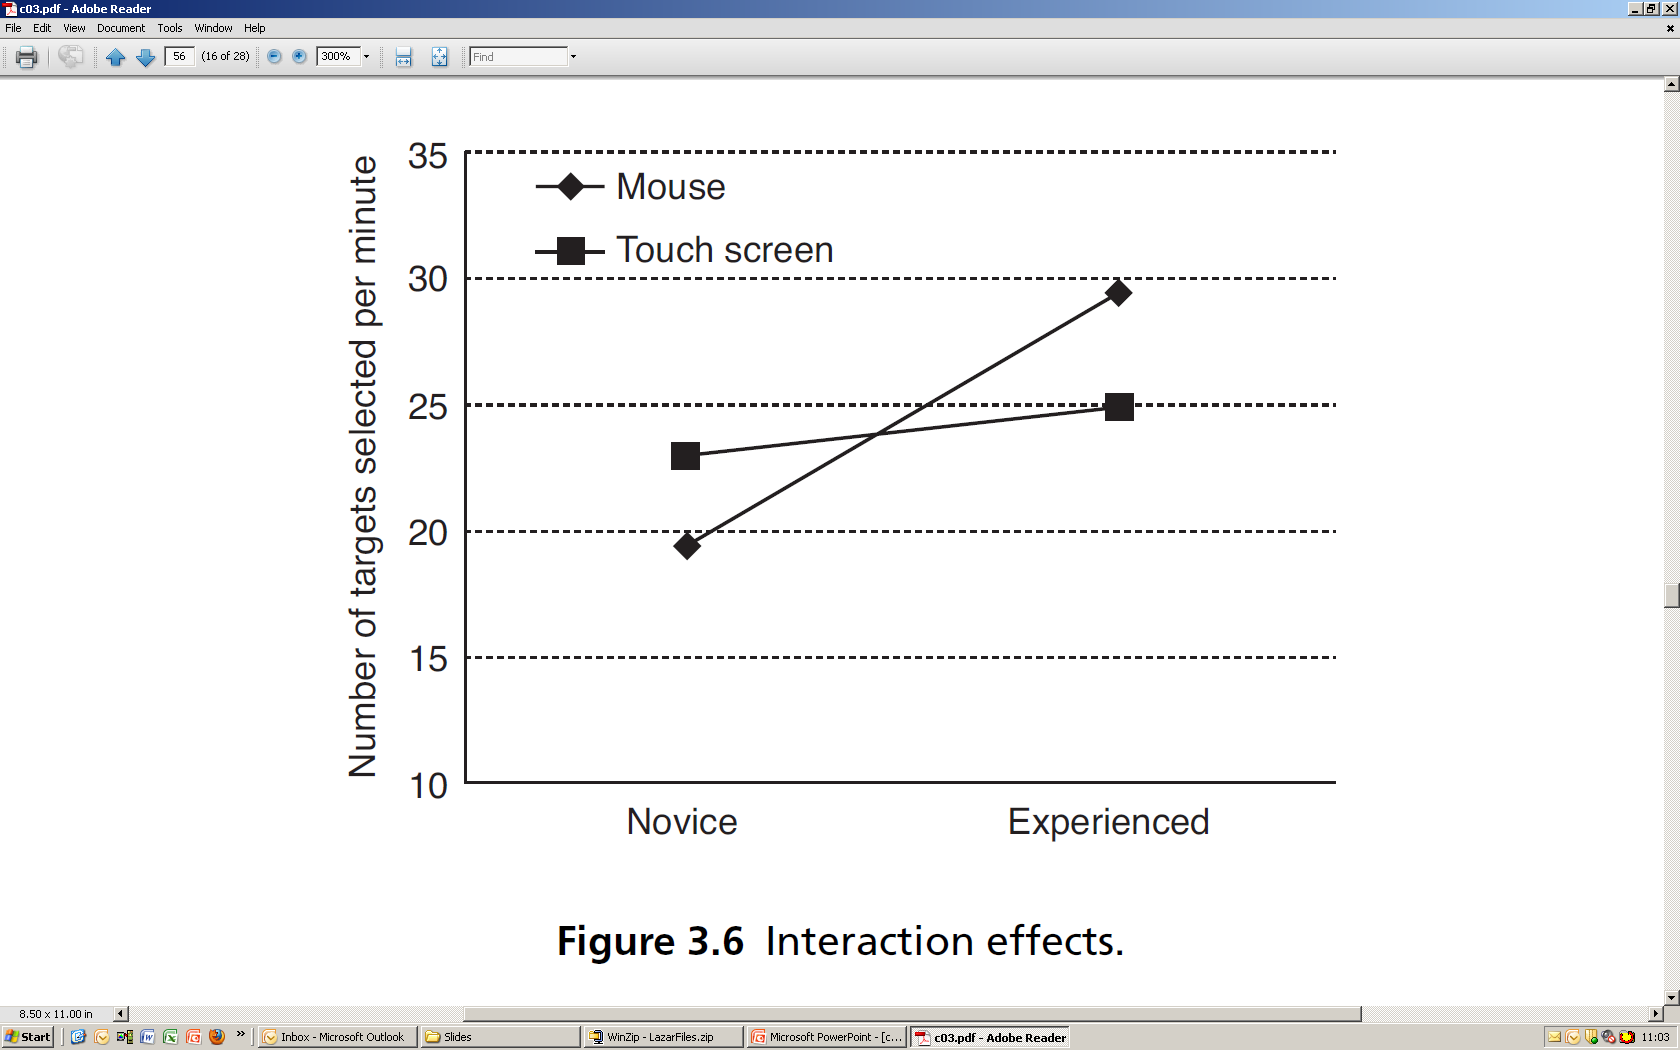 c03.pdf - Adobe Reader
File Edit View Document Tools Window Help
56 (16 of 28) 300% Find
35
Mouse
Touch screen
30
25
20
15
10
Number of targets selected per minute
Novice Experienced
Figure 3.6 Interaction effects.
8.50 x 11.00 in
Start » Inbox - Microsoft Outlook Slides WinZip - LazarFiles.zip Microsoft PowerPoint - [c... c03.pdf - Adobe Reader 11:03